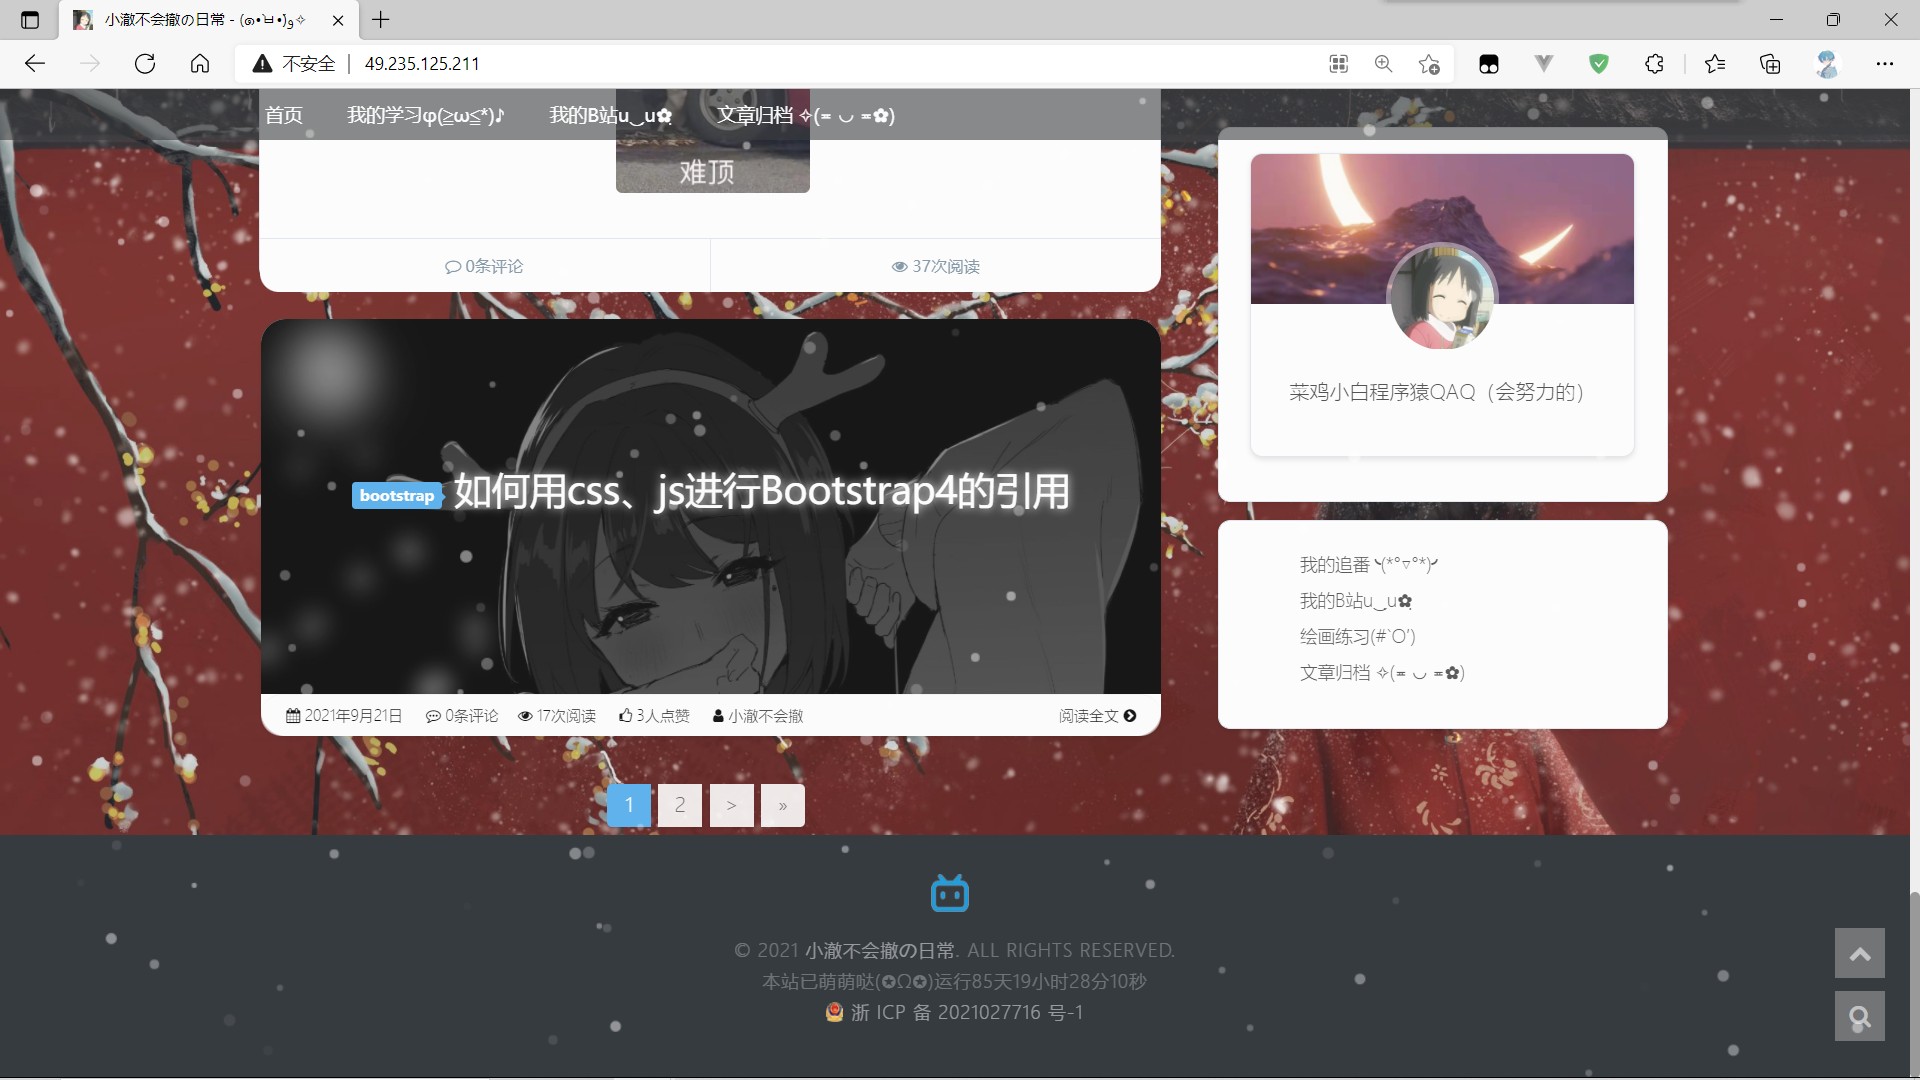 小澈不会撤の日常 - (๑•̀ㅂ•́)و✧
不安全 | 49.235.125.211
首页 我的学习φ(≧ω≦*)♪ 我的B站u‿u✿ 文章归档 ✧(≖ ◡ ≖✿)
难顶
0条评论 37次阅读
菜鸡小白程序猿QAQ（会努力的）
bootstrap 如何用css、js进行Bootstrap4的引用
我的追番 ╰(*°▽°*)╯
我的B站u‿u✿
绘画练习(#`O′)
文章归档 ✧(≖ ◡ ≖✿)
2021年9月21日 0条评论 17次阅读 3人点赞 小澈不会撤 阅读全文
1 2 > »
© 2021 小澈不会撤の日常. ALL RIGHTS RESERVED.
本站已萌萌哒(✪Ω✪)运行85天19小时28分10秒
浙 ICP 备 2021027716 号-1